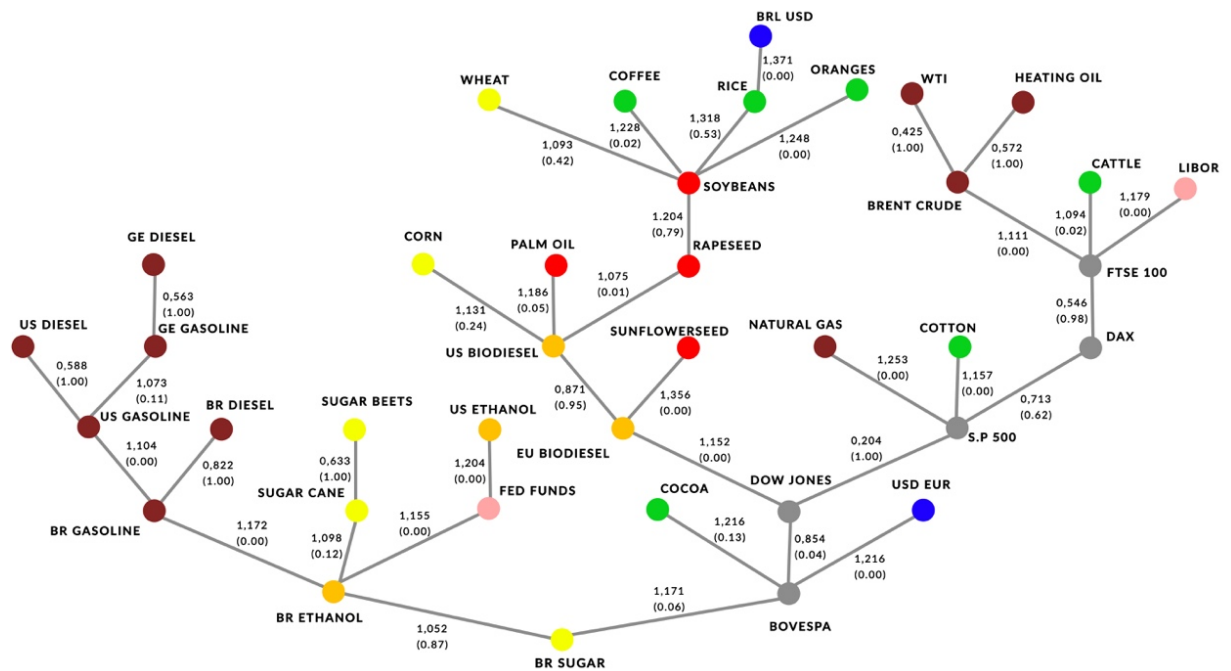 BRL USD
1,371
(0.00)
WHEAT
COFFEE
RICE
ORANGES
WTI
HEATING OIL
1,093
(0.42)
1,228
(0.02)
1,318
(0.53)
1,248
(0.00)
0,425
(1.00)
0,572
(1.00)
SOYBEANS
BRENT CRUDE
CATTLE
LIBOR
1.204
(0,79)
1,111
(0.00)
1,094
(0.02)
1,179
(0.00)
GE DIESEL
CORN
PALM OIL
RAPESEED
FTSE 100
0,563
(1.00)
1,131
(0.24)
1,186
(0.05)
1,075
(0.01)
0,546
(0.98)
US DIESEL
GE GASOLINE
US BIODIESEL
SUNFLOWERSEED
NATURAL GAS
COTTON
DAX
0,588
(1.00)
1,073
(0.11)
0,871
(0.95)
1,356
(0.00)
1,253
(0.00)
1,157
(0.00)
0,713
(0.62)
US GASOLINE
BR DIESEL
SUGAR BEETS
US ETHANOL
EU BIODIESEL
S.P 500
1,104
(0.00)
0,822
(1.00)
0,633
(1.00)
1,204
(0.00)
1,152
(0.00)
0,204
(1.00)
BR GASOLINE
SUGAR CANE
FED FUNDS
COCOA
DOW JONES
USD EUR
1,172
(0.00)
1,098
(0.12)
1,155
(0.00)
1,216
(0.13)
0,854
(0.04)
1,216
(0.00)
BR ETHANOL
1,052
(0.87)
1,171
(0.06)
BOVESPA
BR SUGAR